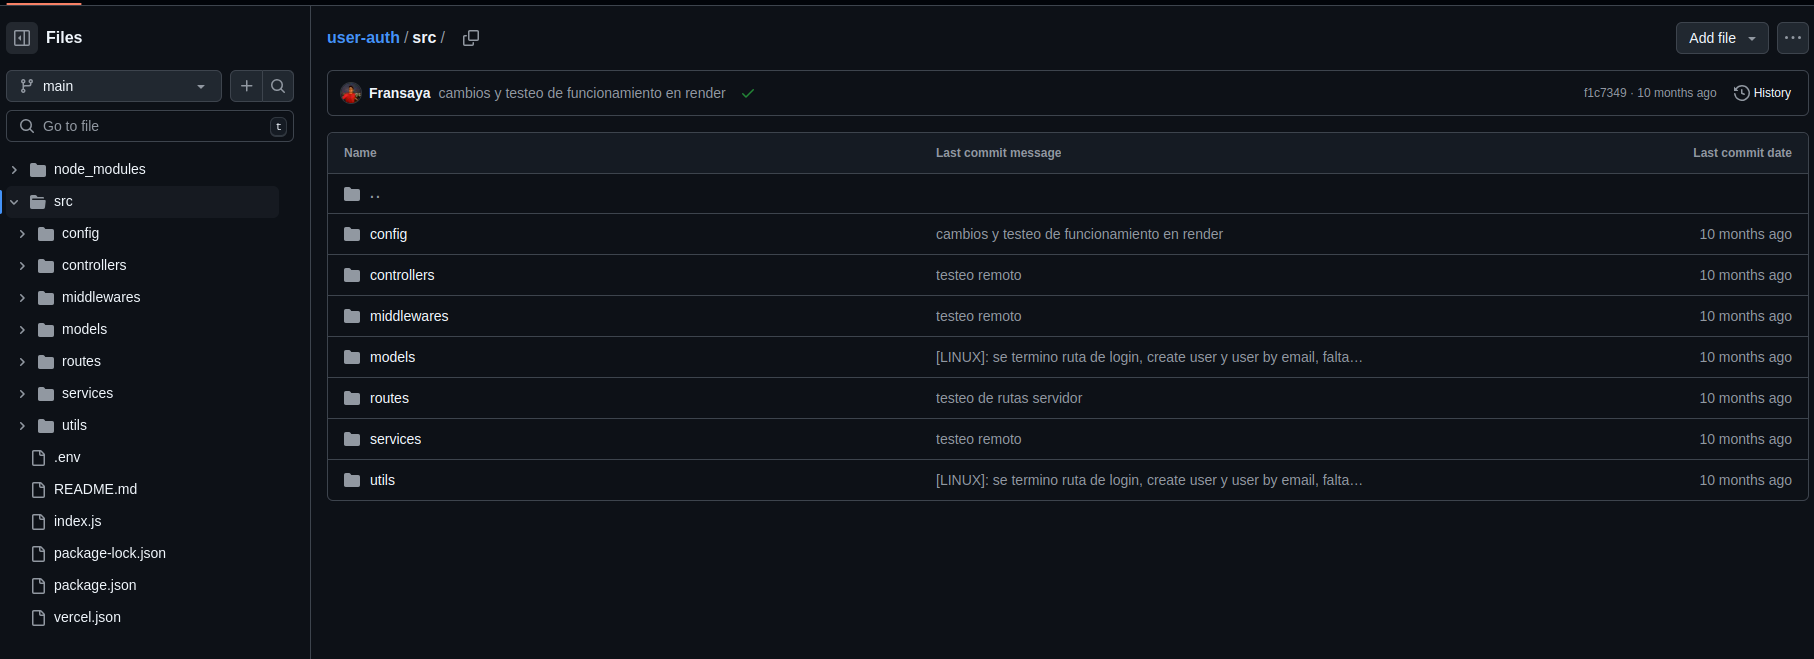 Files
main
Go to file
t
node_modules
src
config
controllers
middlewares
models
routes
services
utils
.env
README.md
index.js
package-lock.json
package.json
vercel.json
user-auth / src /
Add file
Fransaya cambios y testeo de funcionamiento en render
f1c7349 · 10 months ago
History
Name Last commit message Last commit date
..
config cambios y testeo de funcionamiento en render 10 months ago
controllers testeo remoto 10 months ago
middlewares testeo remoto 10 months ago
models [LINUX]: se termino ruta de login, create user y user by email, falta… 10 months ago
routes testeo de rutas servidor 10 months ago
services testeo remoto 10 months ago
utils [LINUX]: se termino ruta de login, create user y user by email, falta… 10 months ago